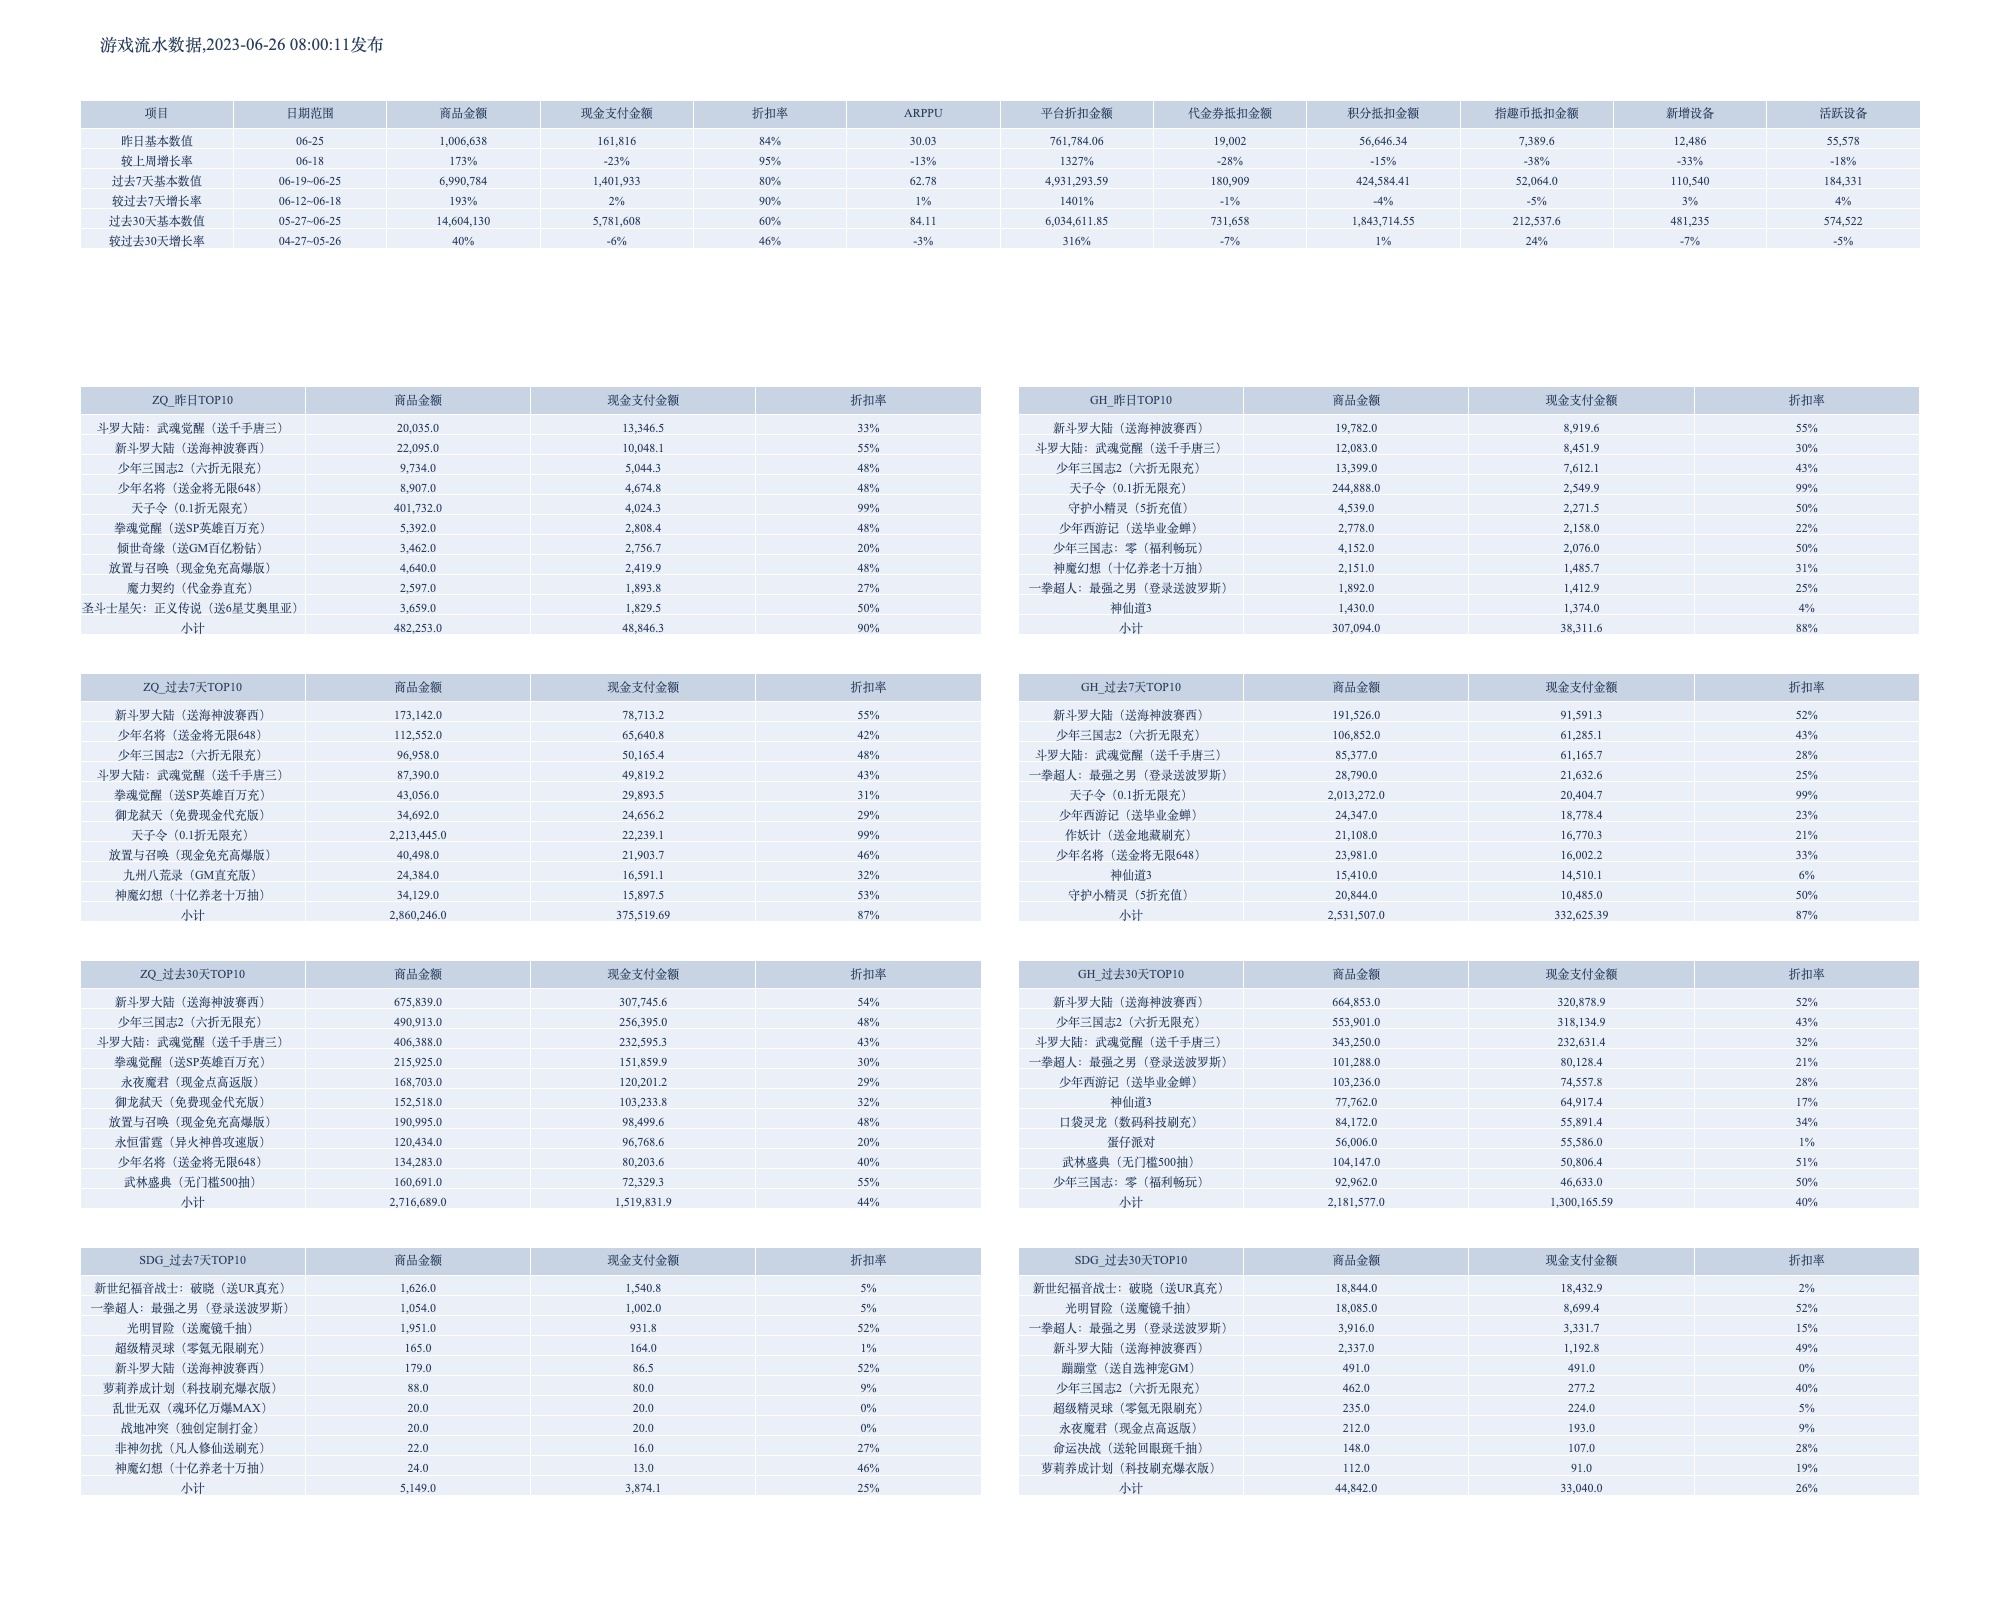 游戏流水数据,2023-06-26 08:00:11发布
项目 日期范围 商品金额 现金支付金额 折扣率 ARPPU 平台折扣金额 代金券抵扣金额 积分抵扣金额 指趣币抵扣金额 新增设备 活跃设备
昨日基本数值 06-25 1,006,638 161,816 84% 30.03 761,784.06 19,002 56,646.34 7,389.6 12,486 55,578
较上周增长率 06-18 173% -23% 95% -13% 1327% -28% -15% -38% -33% -18%
过去7天基本数值 06-19~06-25 6,990,784 1,401,933 80% 62.78 4,931,293.59 180,909 424,584.41 52,064.0 110,540 184,331
较过去7天增长率 06-12~06-18 193% 2% 90% 1% 1401% -1% -4% -5% 3% 4%
过去30天基本数值 05-27~06-25 14,604,130 5,781,608 60% 84.11 6,034,611.85 731,658 1,843,714.55 212,537.6 481,235 574,522
较过去30天增长率 04-27~05-26 40% -6% 46% -3% 316% -7% 1% 24% -7% -5%
ZQ_昨日TOP10 商品金额 现金支付金额 折扣率
斗罗大陆：武魂觉醒（送千手唐三） 20,035.0 13,346.5 33%
新斗罗大陆（送海神波赛西） 22,095.0 10,048.1 55%
少年三国志2（六折无限充） 9,734.0 5,044.3 48%
少年名将（送金将无限648） 8,907.0 4,674.8 48%
天子令（0.1折无限充） 401,732.0 4,024.3 99%
拳魂觉醒（送SP英雄百万充） 5,392.0 2,808.4 48%
倾世奇缘（送GM百亿粉钻） 3,462.0 2,756.7 20%
放置与召唤（现金免充高爆版） 4,640.0 2,419.9 48%
魔力契约（代金券直充） 2,597.0 1,893.8 27%
圣斗士星矢：正义传说（送6星艾奥里亚） 3,659.0 1,829.5 50%
小计 482,253.0 48,846.3 90%
GH_昨日TOP10 商品金额 现金支付金额 折扣率
新斗罗大陆（送海神波赛西） 19,782.0 8,919.6 55%
斗罗大陆：武魂觉醒（送千手唐三） 12,083.0 8,451.9 30%
少年三国志2（六折无限充） 13,399.0 7,612.1 43%
天子令（0.1折无限充） 244,888.0 2,549.9 99%
守护小精灵（5折充值） 4,539.0 2,271.5 50%
少年西游记（送毕业金蝉） 2,778.0 2,158.0 22%
少年三国志：零（福利畅玩） 4,152.0 2,076.0 50%
神魔幻想（十亿养老十万抽） 2,151.0 1,485.7 31%
一拳超人：最强之男（登录送波罗斯） 1,892.0 1,412.9 25%
神仙道3 1,430.0 1,374.0 4%
小计 307,094.0 38,311.6 88%
ZQ_过去7天TOP10 商品金额 现金支付金额 折扣率
新斗罗大陆（送海神波赛西） 173,142.0 78,713.2 55%
少年名将（送金将无限648） 112,552.0 65,640.8 42%
少年三国志2（六折无限充） 96,958.0 50,165.4 48%
斗罗大陆：武魂觉醒（送千手唐三） 87,390.0 49,819.2 43%
拳魂觉醒（送SP英雄百万充） 43,056.0 29,893.5 31%
御龙弑天（免费现金代充版） 34,692.0 24,656.2 29%
天子令（0.1折无限充） 2,213,445.0 22,239.1 99%
放置与召唤（现金免充高爆版） 40,498.0 21,903.7 46%
九州八荒录（GM直充版） 24,384.0 16,591.1 32%
神魔幻想（十亿养老十万抽） 34,129.0 15,897.5 53%
小计 2,860,246.0 375,519.69 87%
GH_过去7天TOP10 商品金额 现金支付金额 折扣率
新斗罗大陆（送海神波赛西） 191,526.0 91,591.3 52%
少年三国志2（六折无限充） 106,852.0 61,285.1 43%
斗罗大陆：武魂觉醒（送千手唐三） 85,377.0 61,165.7 28%
一拳超人：最强之男（登录送波罗斯） 28,790.0 21,632.6 25%
天子令（0.1折无限充） 2,013,272.0 20,404.7 99%
少年西游记（送毕业金蝉） 24,347.0 18,778.4 23%
作妖计（送金地藏刷充） 21,108.0 16,770.3 21%
少年名将（送金将无限648） 23,981.0 16,002.2 33%
神仙道3 15,410.0 14,510.1 6%
守护小精灵（5折充值） 20,844.0 10,485.0 50%
小计 2,531,507.0 332,625.39 87%
ZQ_过去30天TOP10 商品金额 现金支付金额 折扣率
新斗罗大陆（送海神波赛西） 675,839.0 307,745.6 54%
少年三国志2（六折无限充） 490,913.0 256,395.0 48%
斗罗大陆：武魂觉醒（送千手唐三） 406,388.0 232,595.3 43%
拳魂觉醒（送SP英雄百万充） 215,925.0 151,859.9 30%
永夜魔君（现金点高返版） 168,703.0 120,201.2 29%
御龙弑天（免费现金代充版） 152,518.0 103,233.8 32%
放置与召唤（现金免充高爆版） 190,995.0 98,499.6 48%
永恒雷霆（异火神兽攻速版） 120,434.0 96,768.6 20%
少年名将（送金将无限648） 134,283.0 80,203.6 40%
武林盛典（无门槛500抽） 160,691.0 72,329.3 55%
小计 2,716,689.0 1,519,831.9 44%
GH_过去30天TOP10 商品金额 现金支付金额 折扣率
新斗罗大陆（送海神波赛西） 664,853.0 320,878.9 52%
少年三国志2（六折无限充） 553,901.0 318,134.9 43%
斗罗大陆：武魂觉醒（送千手唐三） 343,250.0 232,631.4 32%
一拳超人：最强之男（登录送波罗斯） 101,288.0 80,128.4 21%
少年西游记（送毕业金蝉） 103,236.0 74,557.8 28%
神仙道3 77,762.0 64,917.4 17%
口袋灵龙（数码科技刷充） 84,172.0 55,891.4 34%
蛋仔派对 56,006.0 55,586.0 1%
武林盛典（无门槛500抽） 104,147.0 50,806.4 51%
少年三国志：零（福利畅玩） 92,962.0 46,633.0 50%
小计 2,181,577.0 1,300,165.59 40%
SDG_过去7天TOP10 商品金额 现金支付金额 折扣率
新世纪福音战士：破晓（送UR真充） 1,626.0 1,540.8 5%
一拳超人：最强之男（登录送波罗斯） 1,054.0 1,002.0 5%
光明冒险（送魔镜千抽） 1,951.0 931.8 52%
超级精灵球（零氪无限刷充） 165.0 164.0 1%
新斗罗大陆（送海神波赛西） 179.0 86.5 52%
萝莉养成计划（科技刷充爆衣版） 88.0 80.0 9%
乱世无双（魂环亿万爆MAX） 20.0 20.0 0%
战地冲突（独创定制打金） 20.0 20.0 0%
非神勿扰（凡人修仙送刷充） 22.0 16.0 27%
神魔幻想（十亿养老十万抽） 24.0 13.0 46%
小计 5,149.0 3,874.1 25%
SDG_过去30天TOP10 商品金额 现金支付金额 折扣率
新世纪福音战士：破晓（送UR真充） 18,844.0 18,432.9 2%
光明冒险（送魔镜千抽） 18,085.0 8,699.4 52%
一拳超人：最强之男（登录送波罗斯） 3,916.0 3,331.7 15%
新斗罗大陆（送海神波赛西） 2,337.0 1,192.8 49%
蹦蹦堂（送自选神宠GM） 491.0 491.0 0%
少年三国志2（六折无限充） 462.0 277.2 40%
超级精灵球（零氪无限刷充） 235.0 224.0 5%
永夜魔君（现金点高返版） 212.0 193.0 9%
命运决战（送轮回眼斑千抽） 148.0 107.0 28%
萝莉养成计划（科技刷充爆衣版） 112.0 91.0 19%
小计 44,842.0 33,040.0 26%